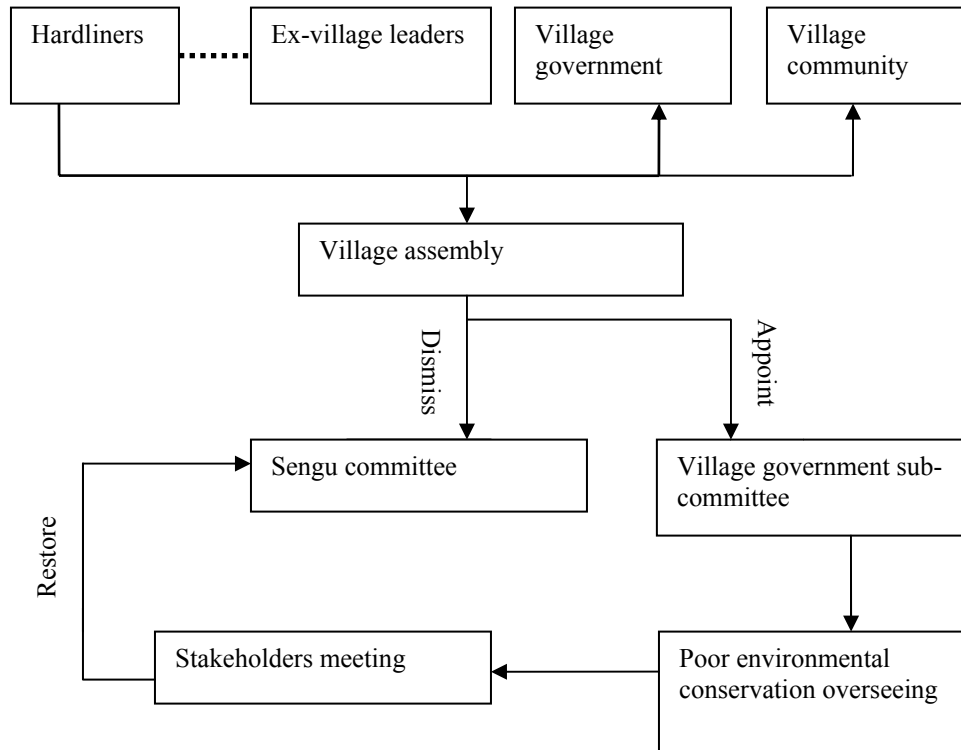 Hardliners
Ex-village leaders
Village
government
Village
community
Village assembly
Dismiss
Appoint
Sengu committee
Village government sub-
committee
Restore
Stakeholders meeting
Poor environmental
conservation overseeing